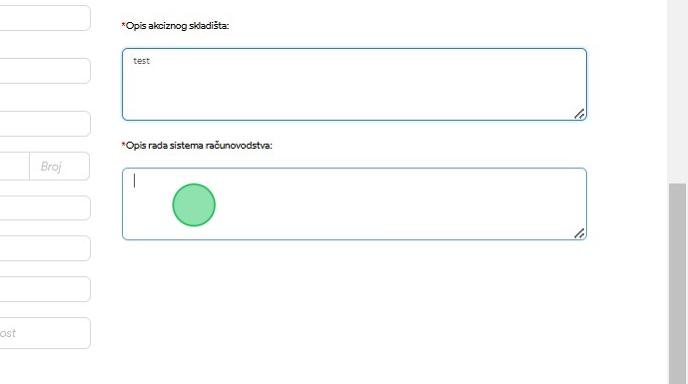 *Opis akciznog skladišta:
test
*Opis rada sistema računovodstva:
Broj
ost